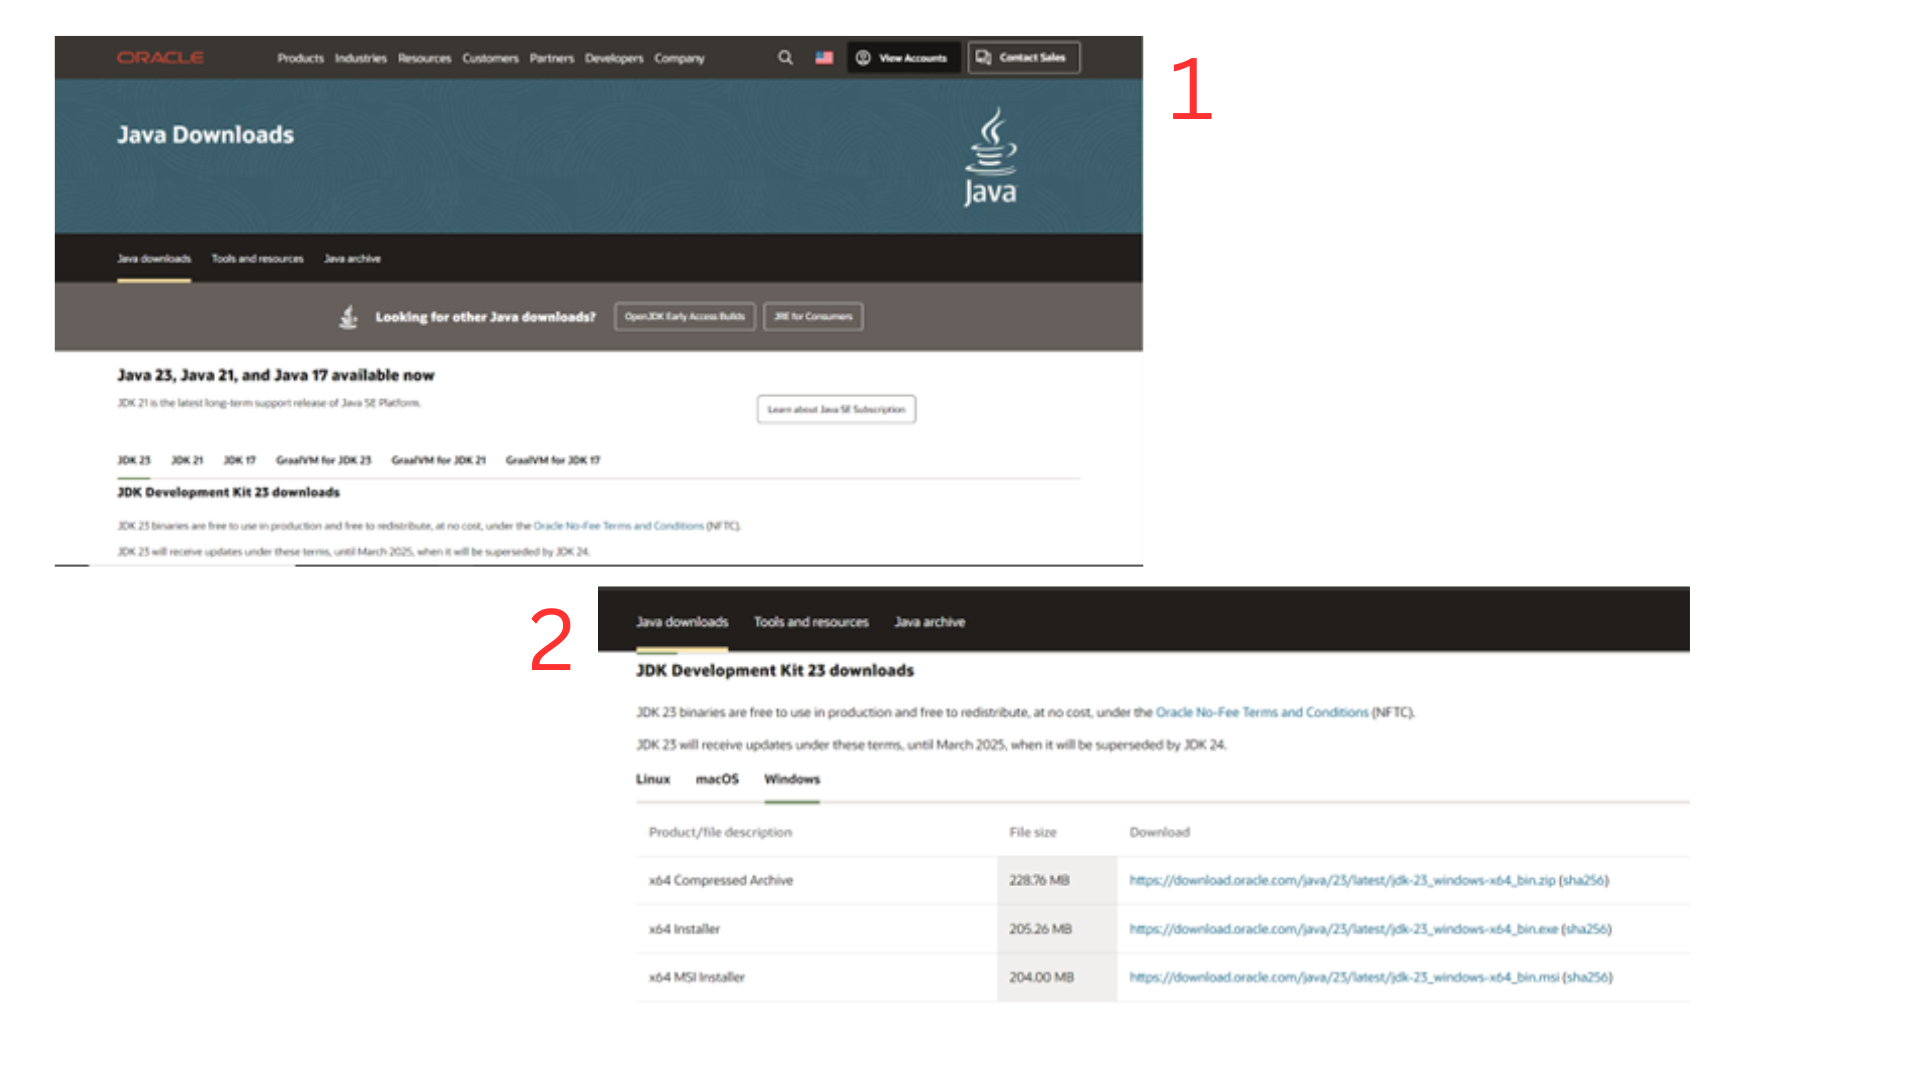 ORACLE Products Industries Resources Customers Partners Developers Company View Accounts Contact Sales
1
Java Downloads
Java
Java downloads Tools and resources Java archive
Looking for other Java downloads? OpenJDK Early Access Builds JRE for Consumers
Java 23, Java 21, and Java 17 available now
JDK 21 is the latest long-term support release of Java SE Platform.
Learn about Java SE Subscription
JDK 23 JDK 21 JDK 17 GraalVM for JDK 23 GraalVM for JDK 21 GraalVM for JDK 17
JDK Development Kit 23 downloads
JDK 23 binaries are free to use in production and free to redistribute, at no cost, under the Oracle No-Fee Terms and Conditions (NFTC).
JDK 23 will receive updates under these terms, until March 2025, when it will be superseded by JDK 24.
2
Java downloads Tools and resources Java archive
JDK Development Kit 23 downloads
JDK 23 binaries are free to use in production and free to redistribute, at no cost, under the Oracle No-Fee Terms and Conditions (NFTC).
JDK 23 will receive updates under these terms, until March 2025, when it will be superseded by JDK 24.
Linux macOS Windows
Product/file description File size Download
x64 Compressed Archive 228.76 MB https://download.oracle.com/java/23/latest/jdk-23_windows-x64_bin.zip (sha256)
x64 Installer 205.26 MB https://download.oracle.com/java/23/latest/jdk-23_windows-x64_bin.exe (sha256)
x64 MSI Installer 204.00 MB https://download.oracle.com/java/23/latest/jdk-23_windows-x64_bin.msi (sha256)